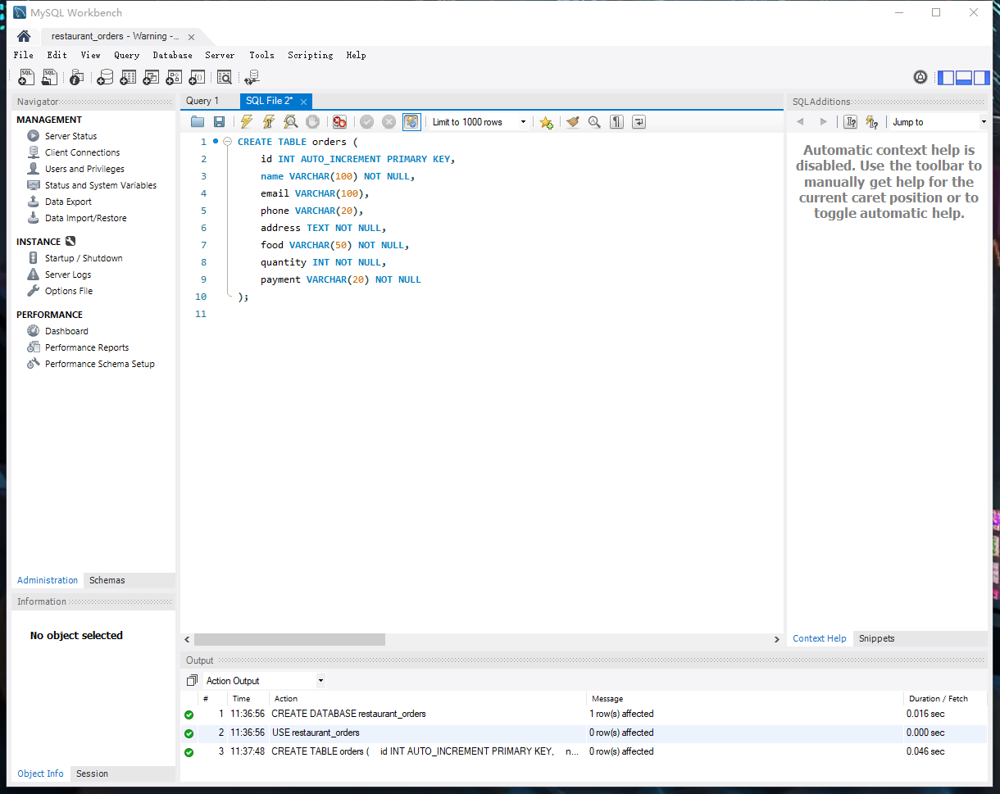 MySQL Workbench
restaurant_orders - Warning -...
File Edit View Query Database Server Tools Scripting Help
Navigator
MANAGEMENT
Server Status
Client Connections
Users and Privileges
Status and System Variables
Data Export
Data Import/Restore
INSTANCE
Startup / Shutdown
Server Logs
Options File
PERFORMANCE
Dashboard
Performance Reports
Performance Schema Setup
Administration Schemas
Information
No object selected
Object Info Session
Query 1 SQL File 2*
Limit to 1000 rows
1 CREATE TABLE orders (
2 id INT AUTO_INCREMENT PRIMARY KEY,
3 name VARCHAR(100) NOT NULL,
4 email VARCHAR(100),
5 phone VARCHAR(20),
6 address TEXT NOT NULL,
7 food VARCHAR(50) NOT NULL,
8 quantity INT NOT NULL,
9 payment VARCHAR(20) NOT NULL
10 );
11
SQLAdditions
Jump to
Automatic context help is
disabled. Use the toolbar to
manually get help for the
current caret position or to
toggle automatic help.
Context Help Snippets
Output
Action Output
# Time Action Message Duration / Fetch
1 11:36:56 CREATE DATABASE restaurant_orders 1 row(s) affected 0.016 sec
2 11:36:56 USE restaurant_orders 0 row(s) affected 0.000 sec
3 11:37:48 CREATE TABLE orders ( id INT AUTO_INCREMENT PRIMARY KEY, n... 0 row(s) affected 0.046 sec